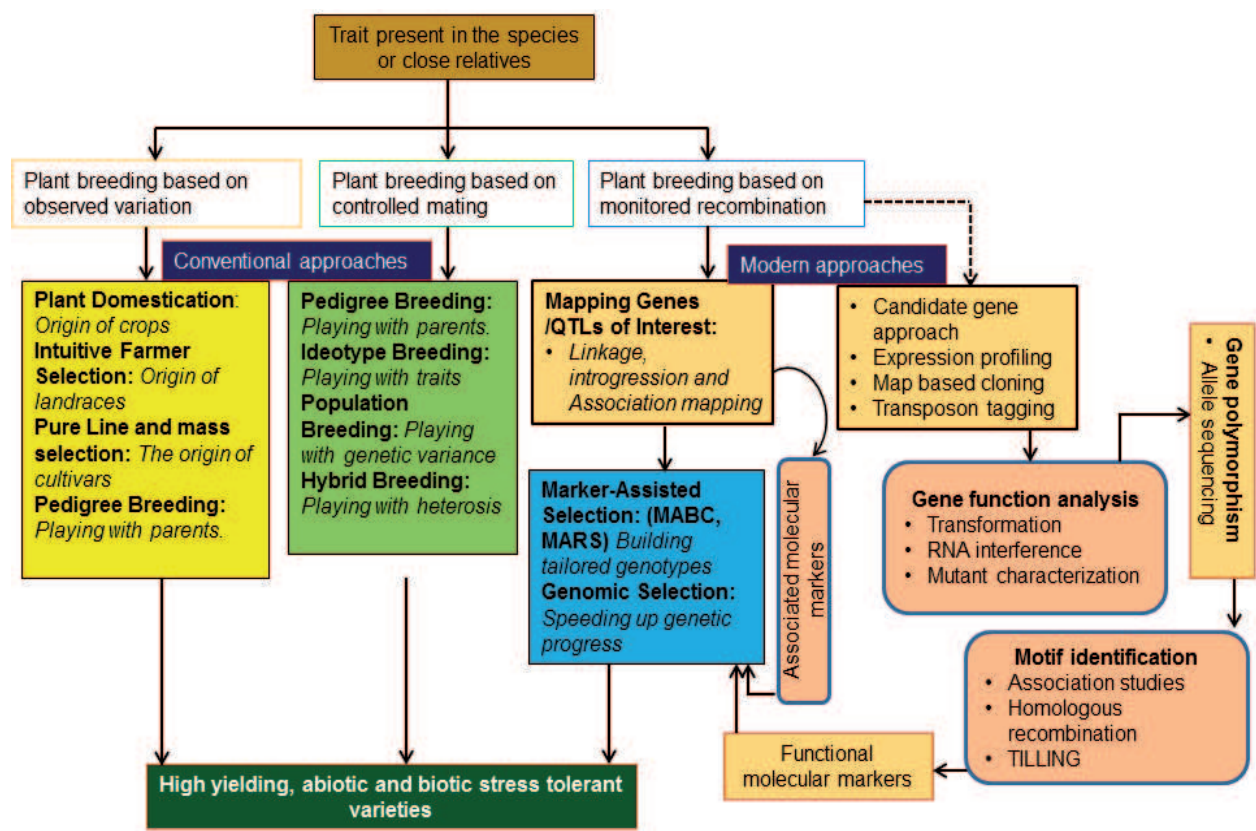 Trait present in the species
or close relatives
Plant breeding based on
observed variation
Plant breeding based on
controlled mating
Plant breeding based on
monitored recombination
Conventional approaches
Modern approaches
Plant Domestication:
Origin of crops
Intuitive Farmer
Selection: Origin of
landraces
Pure Line and mass
selection: The origin of
cultivars
Pedigree Breeding:
Playing with parents.
Pedigree Breeding:
Playing with parents.
Ideotype Breeding:
Playing with traits
Population
Breeding: Playing
with genetic variance
Hybrid Breeding:
Playing with heterosis
Mapping Genes
/QTLs of Interest:
• Linkage,
introgression and
Association mapping
• Candidate gene
approach
• Expression profiling
• Map based cloning
• Transposon tagging
Gene polymorphism
• Allele sequencing
Marker-Assisted
Selection: (MABC,
MARS) Building
tailored genotypes
Genomic Selection:
Speeding up genetic
progress
Associated molecular
markers
Gene function analysis
• Transformation
• RNA interference
• Mutant characterization
Motif identification
• Association studies
• Homologous
recombination
• TILLING
Functional
molecular markers
High yielding, abiotic and biotic stress tolerant
varieties